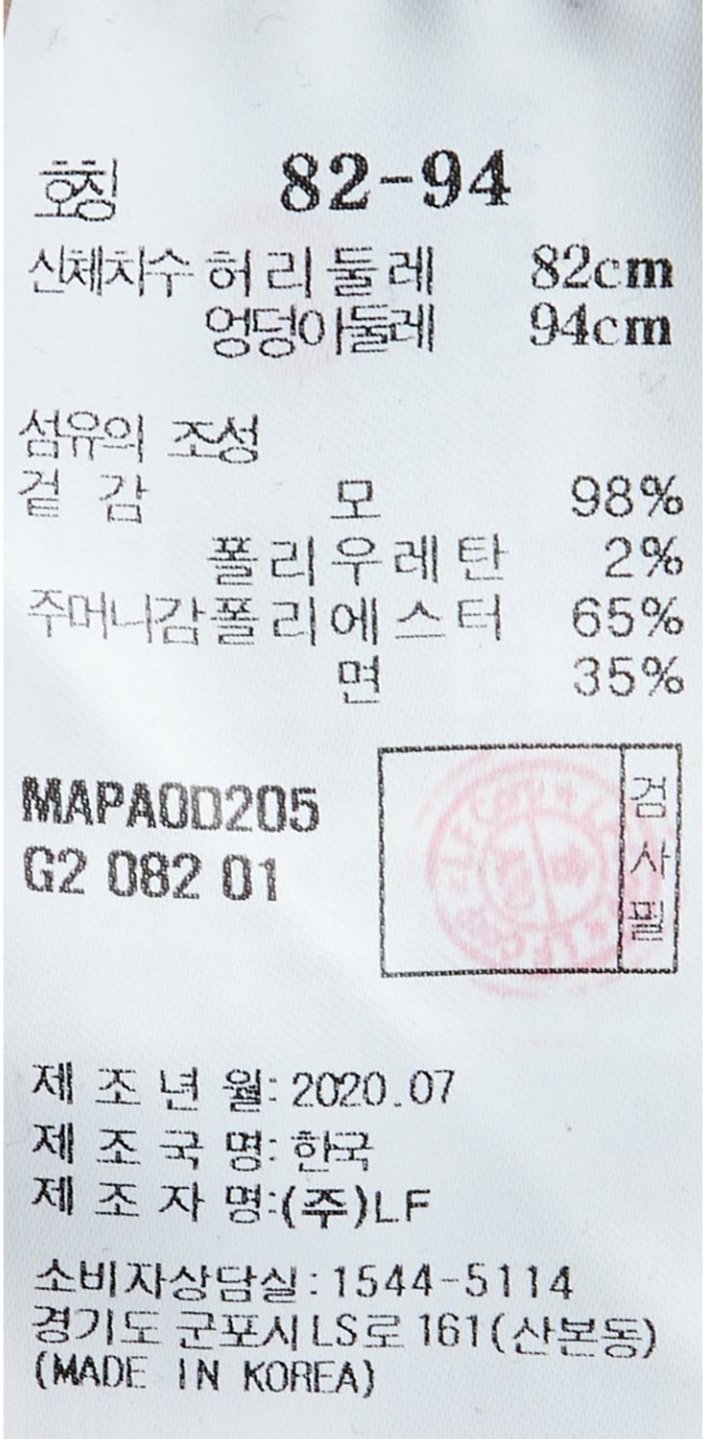 호칭 82-94
신체치수 허리둘레 82cm
엉덩이둘레 94cm
섬유의 조성
겉 감 모 98%
폴리우레탄 2%
주머니감 폴리에스터 65%
면 35%
MAPA0D205
G2 082 01
검사필
제 조 년 월: 2020.07
제 조 국 명: 한국
제 조 자 명:(주)LF
소비자상담실:1544-5114
경기도 군포시 LS로 161(산본동)
(MADE IN KOREA)